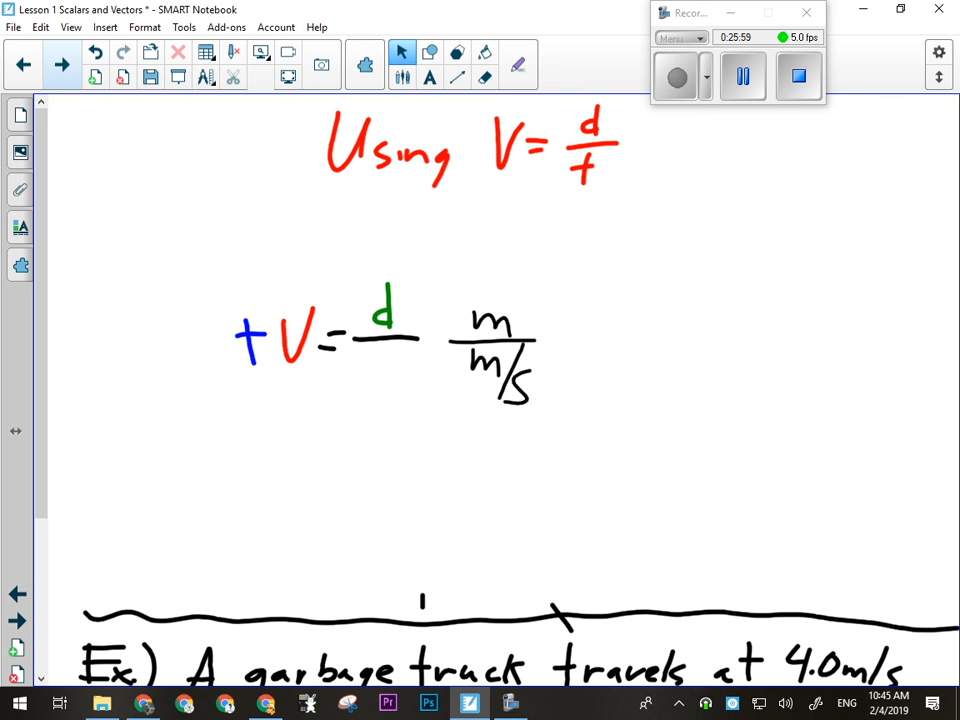 Lesson 1 Scalars and Vectors * - SMART Notebook
Recor...
File Edit View Insert Format Tools Add-ons Account Help
Menu
0:25:59
5.0 fps
Using V = d
t
t V = d
m
m/s
Ex.) A garbage truck travels at 4.0m/s
ENG
10:45 AM
2/4/2019